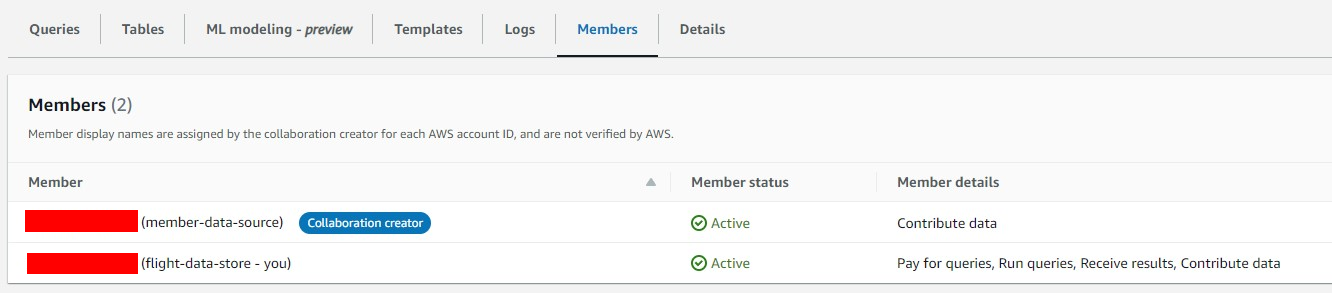 Queries Tables ML modeling - preview Templates Logs Members Details
Members (2)
Member display names are assigned by the collaboration creator for each AWS account ID, and are not verified by AWS.
Member Member status Member details
(member-data-source) Collaboration creator Active Contribute data
(flight-data-store - you) Active Pay for queries, Run queries, Receive results, Contribute data